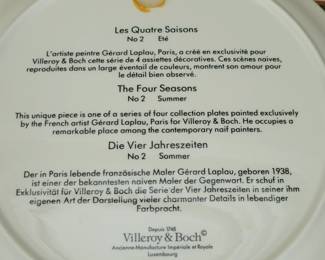 Les Quatre Saisons
No 2 Eté
L'artiste peintre Gérard Laplau, Paris, a créé en exclusivité pour
Villeroy & Boch cette série de 4 assiettes décoratives. Ces scènes naives,
reproduites dans un large éventail de couleurs, montrent son amour pour
le détail bien observé.
The Four Seasons
No 2 Summer
This unique piece is one of a series of four collection plates painted exclusively
by the French artist Gérard Laplau, Paris for Villeroy & Boch. He occupies a
remarkable place among the contemporary naif painters.
Die Vier Jahreszeiten
No 2 Sommer
Der in Paris lebende französische Maler Gérard Laplau, geboren 1938,
ist einer der bekanntesten naiven Maler der Gegenwart. Er schuf in
Exklusivität für Villeroy & Boch die Serie der Vier Jahreszeiten in seiner ihm
eigenen Art der Darstellung vieler charmanter Details in lebendiger
Farbpracht.
Depuis 1748
Villeroy & Boch©
Ancienne Manufacture Impériale et Royale
Luxembourg